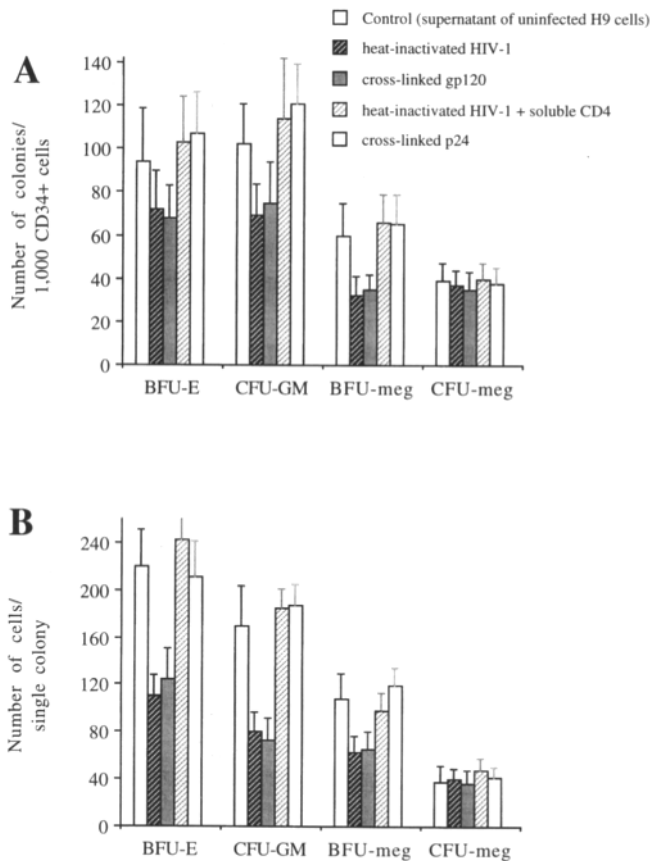 Control (supernatant of uninfected H9 cells)
heat-inactivated HIV-1
cross-linked gp120
heat-inactivated HIV-1 + soluble CD4
cross-linked p24
A
Number of colonies/
1,000 CD34+ cells
140
120
100
80
60
40
20
0
BFU-E CFU-GM BFU-meg CFU-meg
B
Number of cells/
single colony
240
200
160
120
80
40
0
BFU-E CFU-GM BFU-meg CFU-meg